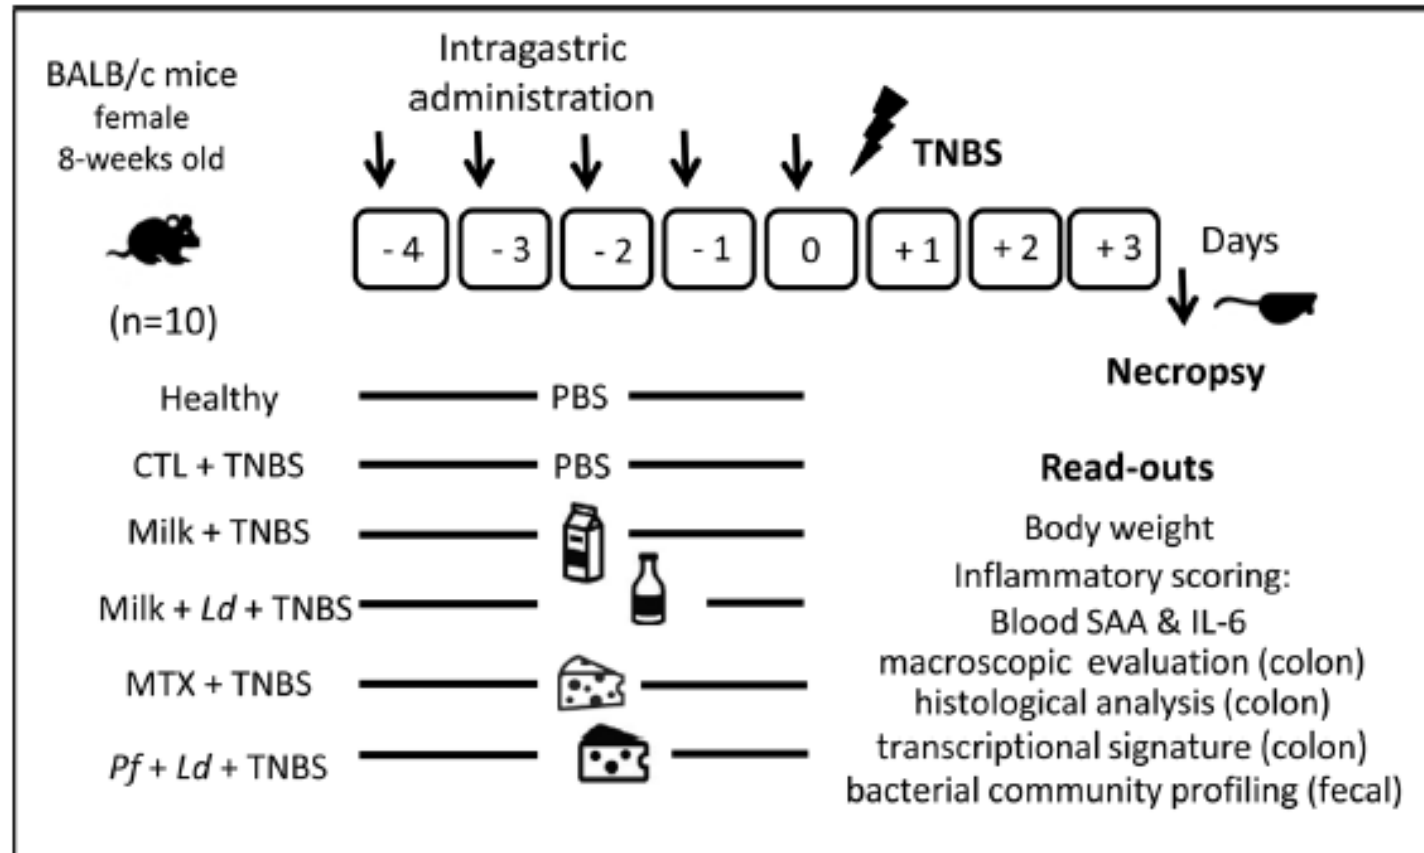 BALB/c mice
female
8-weeks old
(n=10)
Intragastric
administration
TNBS
- 4
- 3
- 2
- 1
0
+ 1
+ 2
+ 3
Days
Necropsy
Healthy
PBS
CTL + TNBS
PBS
Milk + TNBS
Milk + Ld + TNBS
MTX + TNBS
Pf + Ld + TNBS
Read-outs
Body weight
Inflammatory scoring:
Blood SAA & IL-6
macroscopic evaluation (colon)
histological analysis (colon)
transcriptional signature (colon)
bacterial community profiling (fecal)